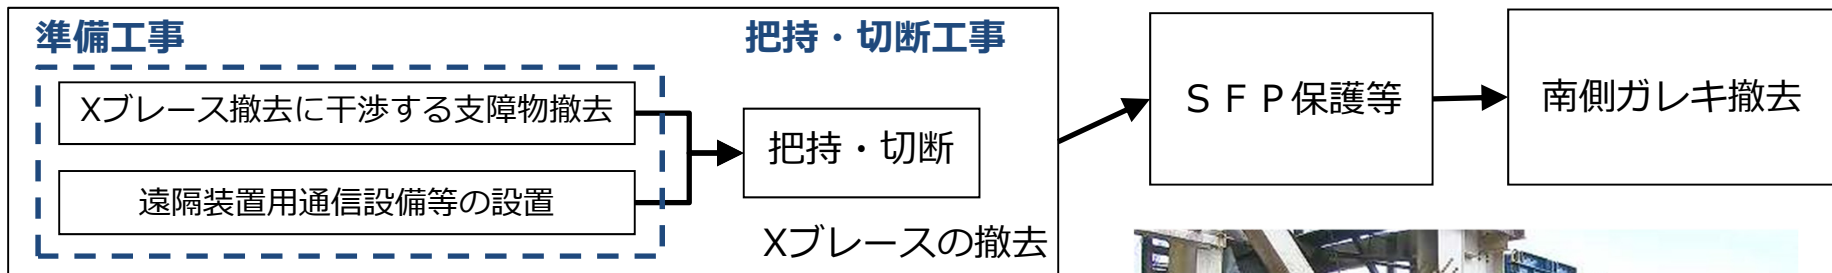 準備工事
把持・切断工事
Xブレース撤去に干渉する支障物撤去
遠隔装置用通信設備等の設置
把持・切断
Xブレースの撤去
ＳＦＰ保護等
南側ガレキ撤去